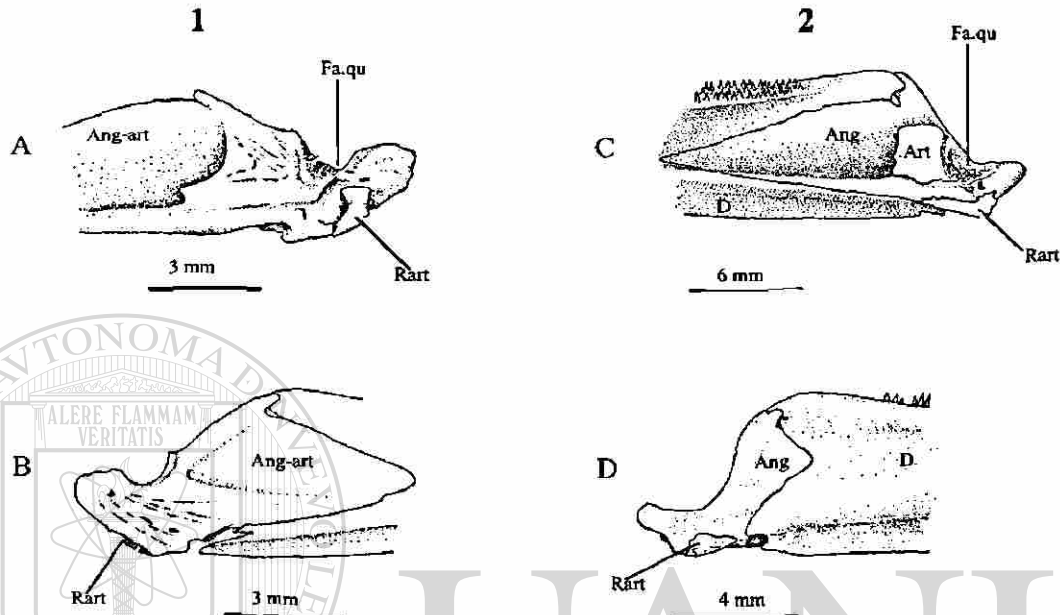 1
2
Fa.qu
Fa.qu
A
Ang-art
C
Ang
Art
D
Rart
Rart
3 mm
6 mm
ALERE FLAMMAM
VERITATIS
B
Ang-art
D
Ang
D
Rart
Rart
3 mm
4 mm